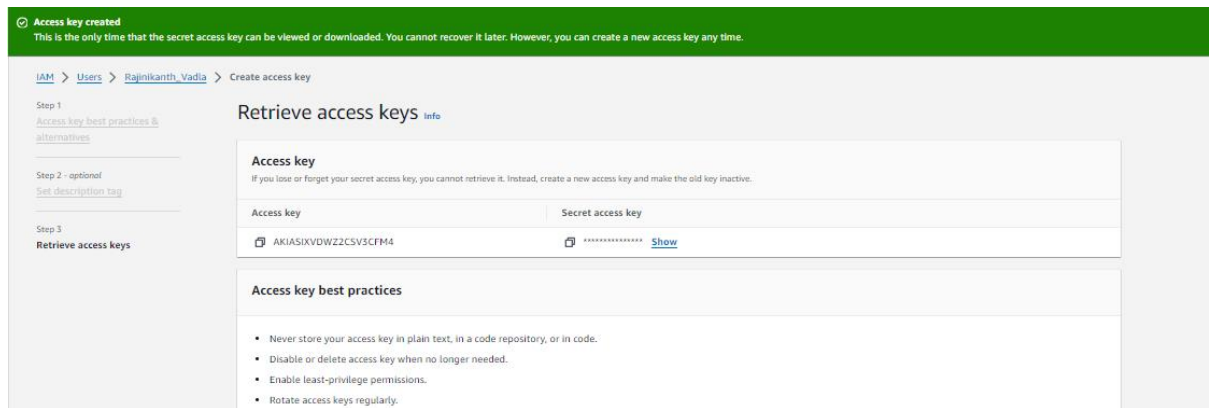 Access key created
This is the only time that the secret access key can be viewed or downloaded. You cannot recover it later. However, you can create a new access key any time.
IAM > Users > Rajinikanth_Vadla > Create access key
Step 1
Access key best practices &
alternatives
Step 2 - optional
Set description tag
Step 3
Retrieve access keys
Retrieve access keys Info
Access key
If you lose or forget your secret access key, you cannot retrieve it. Instead, create a new access key and make the old key inactive.
Access key Secret access key
AKIASIXVDWZ2CSV3CFM4 *************** Show
Access key best practices
• Never store your access key in plain text, in a code repository, or in code.
• Disable or delete access key when no longer needed.
• Enable least-privilege permissions.
• Rotate access keys regularly.